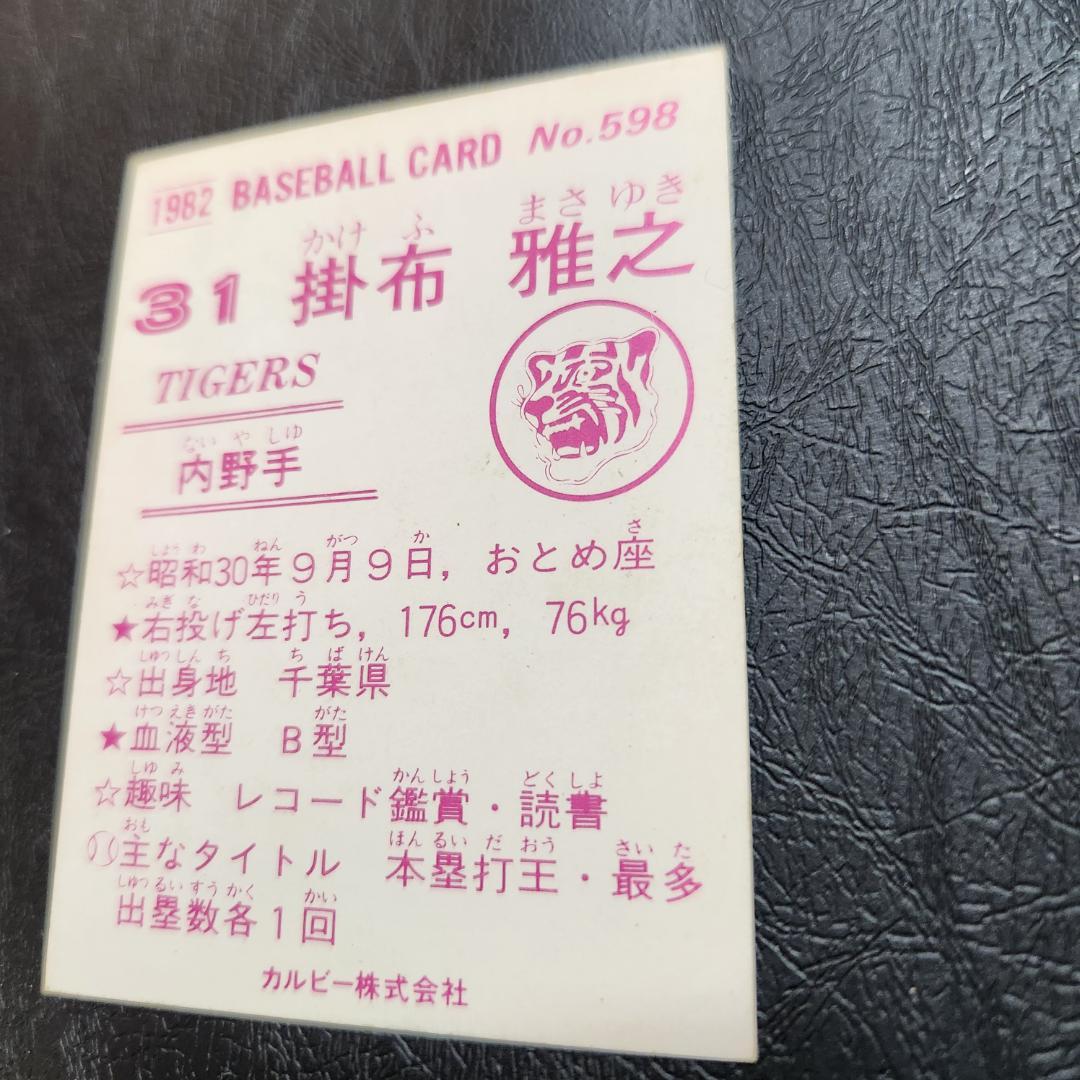 1982 BASEBALL CARD No.598
かけ ふ まさ ゆき
31 掛布 雅之
TIGERS
ない や しゆ
内野手
しょう わ ねん がつ か さ
☆昭和30年9月9日, おとめ座
みぎ な ひだり う
★右投げ左打ち, 176cm, 76kg
しゅつ しん ち ち ば けん
☆出身地 千葉県
けつ えき がた がた
★血液型 B型
しゆ み かん しょう どく しよ
☆趣味 レコード鑑賞・読書
おも ほん るい だ おう さい た
主なタイトル 本塁打王・最多
しゅつ るい すう かく かい
出塁数各1回
カルビー株式会社